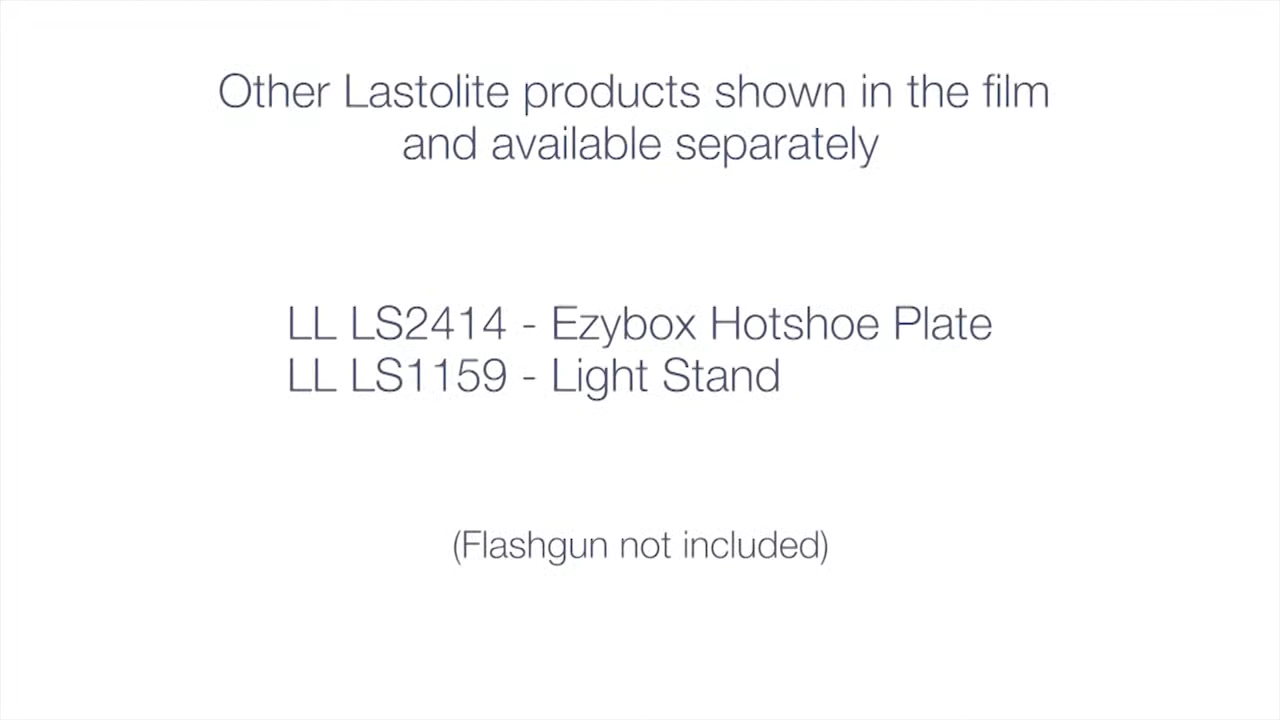 Other Lastolite products shown in the film
and available separately
LL LS2414 - Ezybox Hotshoe Plate
LL LS1159 - Light Stand
(Flashgun not included)